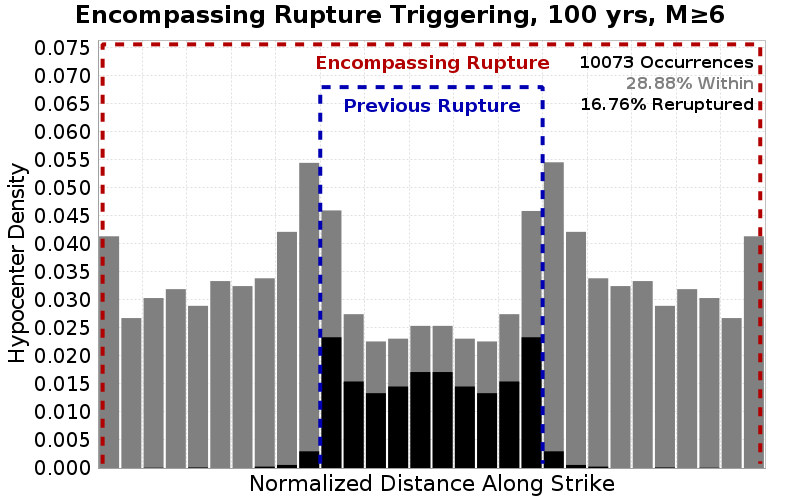 Encompassing Rupture Triggering, 100 yrs, M≥6
Encompassing Rupture
10073 Occurrences
28.88% Within
16.76% Reruptured
Previous Rupture
Hypocenter Density
0.075
0.070
0.065
0.060
0.055
0.050
0.045
0.040
0.035
0.030
0.025
0.020
0.015
0.010
0.005
0.000
Normalized Distance Along Strike